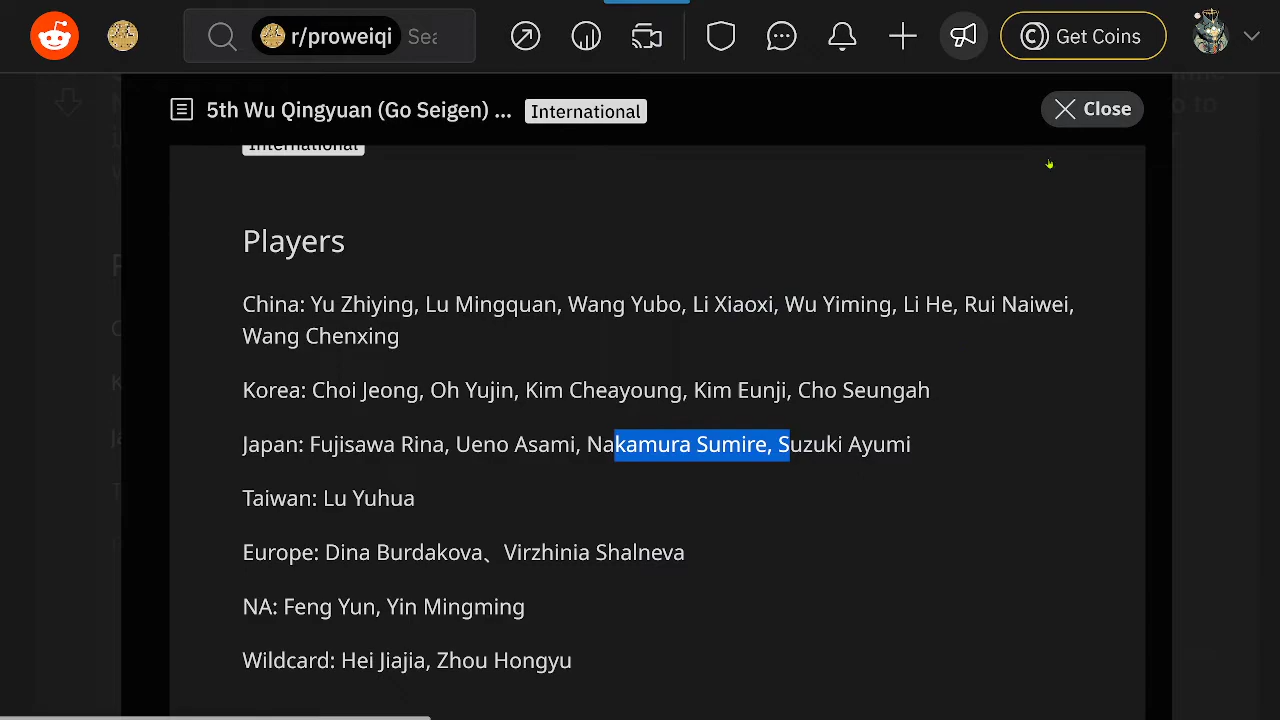 r/proweiqi Sea
Get Coins
5th Wu Qingyuan (Go Seigen) ... International
Close
International
Players
China: Yu Zhiying, Lu Mingquan, Wang Yubo, Li Xiaoxi, Wu Yiming, Li He, Rui Naiwei,
Wang Chenxing
Korea: Choi Jeong, Oh Yujin, Kim Cheayoung, Kim Eunji, Cho Seungah
Japan: Fujisawa Rina, Ueno Asami, Nakamura Sumire, Suzuki Ayumi
Taiwan: Lu Yuhua
Europe: Dina Burdakova、Virzhinia Shalneva
NA: Feng Yun, Yin Mingming
Wildcard: Hei Jiajia, Zhou Hongyu